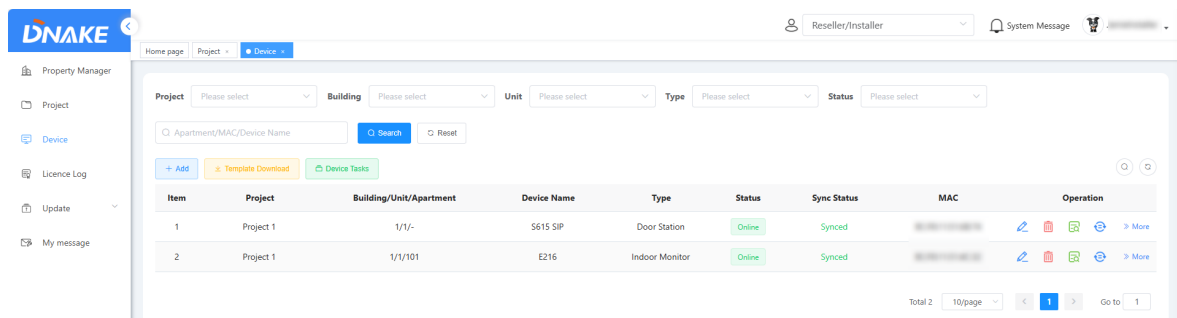 DNAKE
Reseller/Installer
System Message
Home page Project × Device ×
Property Manager
Project
Device
Licence Log
Update
My message
Project Please select Building Please select Unit Please select Type Please select Status Please select
Apartment/MAC/Device Name Search Reset
+ Add Template Download Device Tasks
Item Project Building/Unit/Apartment Device Name Type Status Sync Status MAC Operation
1 Project 1 1/1/- S615 SIP Door Station Online Synced More
2 Project 1 1/1/101 E216 Indoor Monitor Online Synced More
Total 2 10/page < 1 > Go to 1